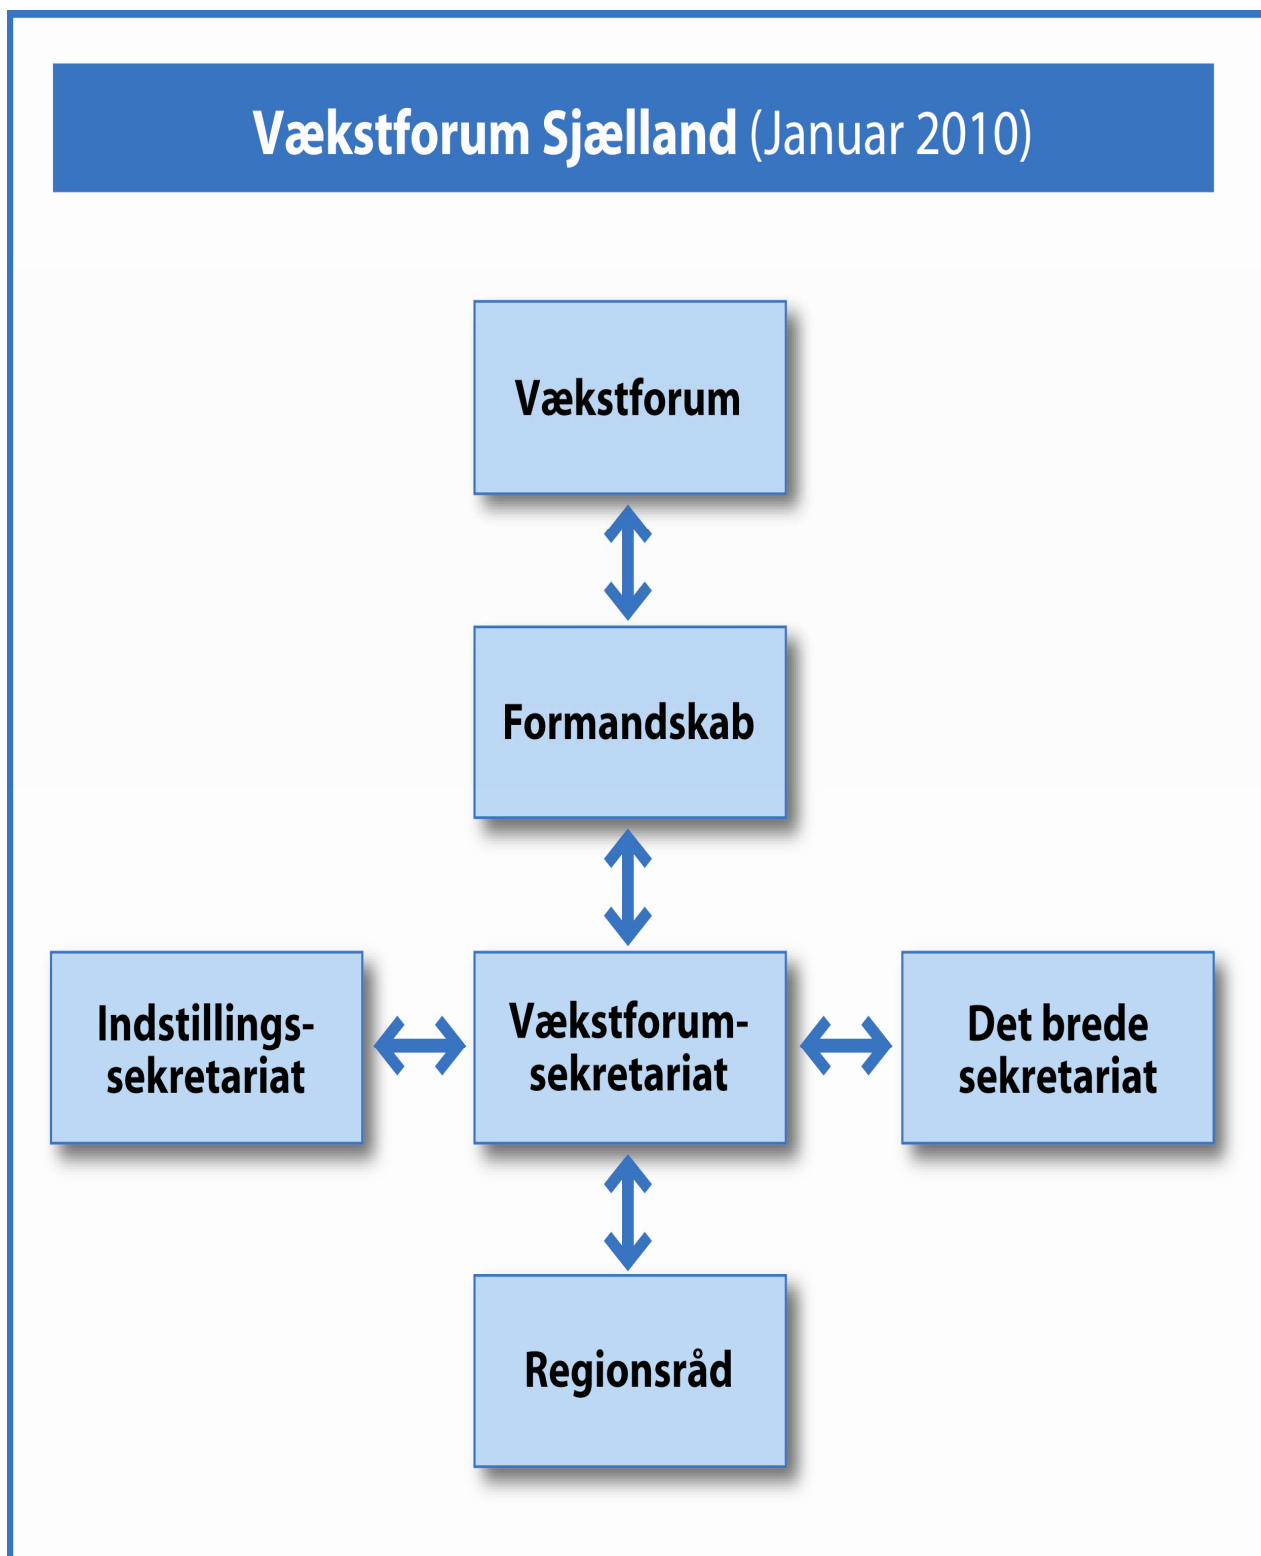 Vækstforum Sjælland (Januar 2010)
Vækstforum
Formandskab
Indstillings-
sekretariat
Vækstforum-
sekretariat
Det brede
sekretariat
Regionsråd